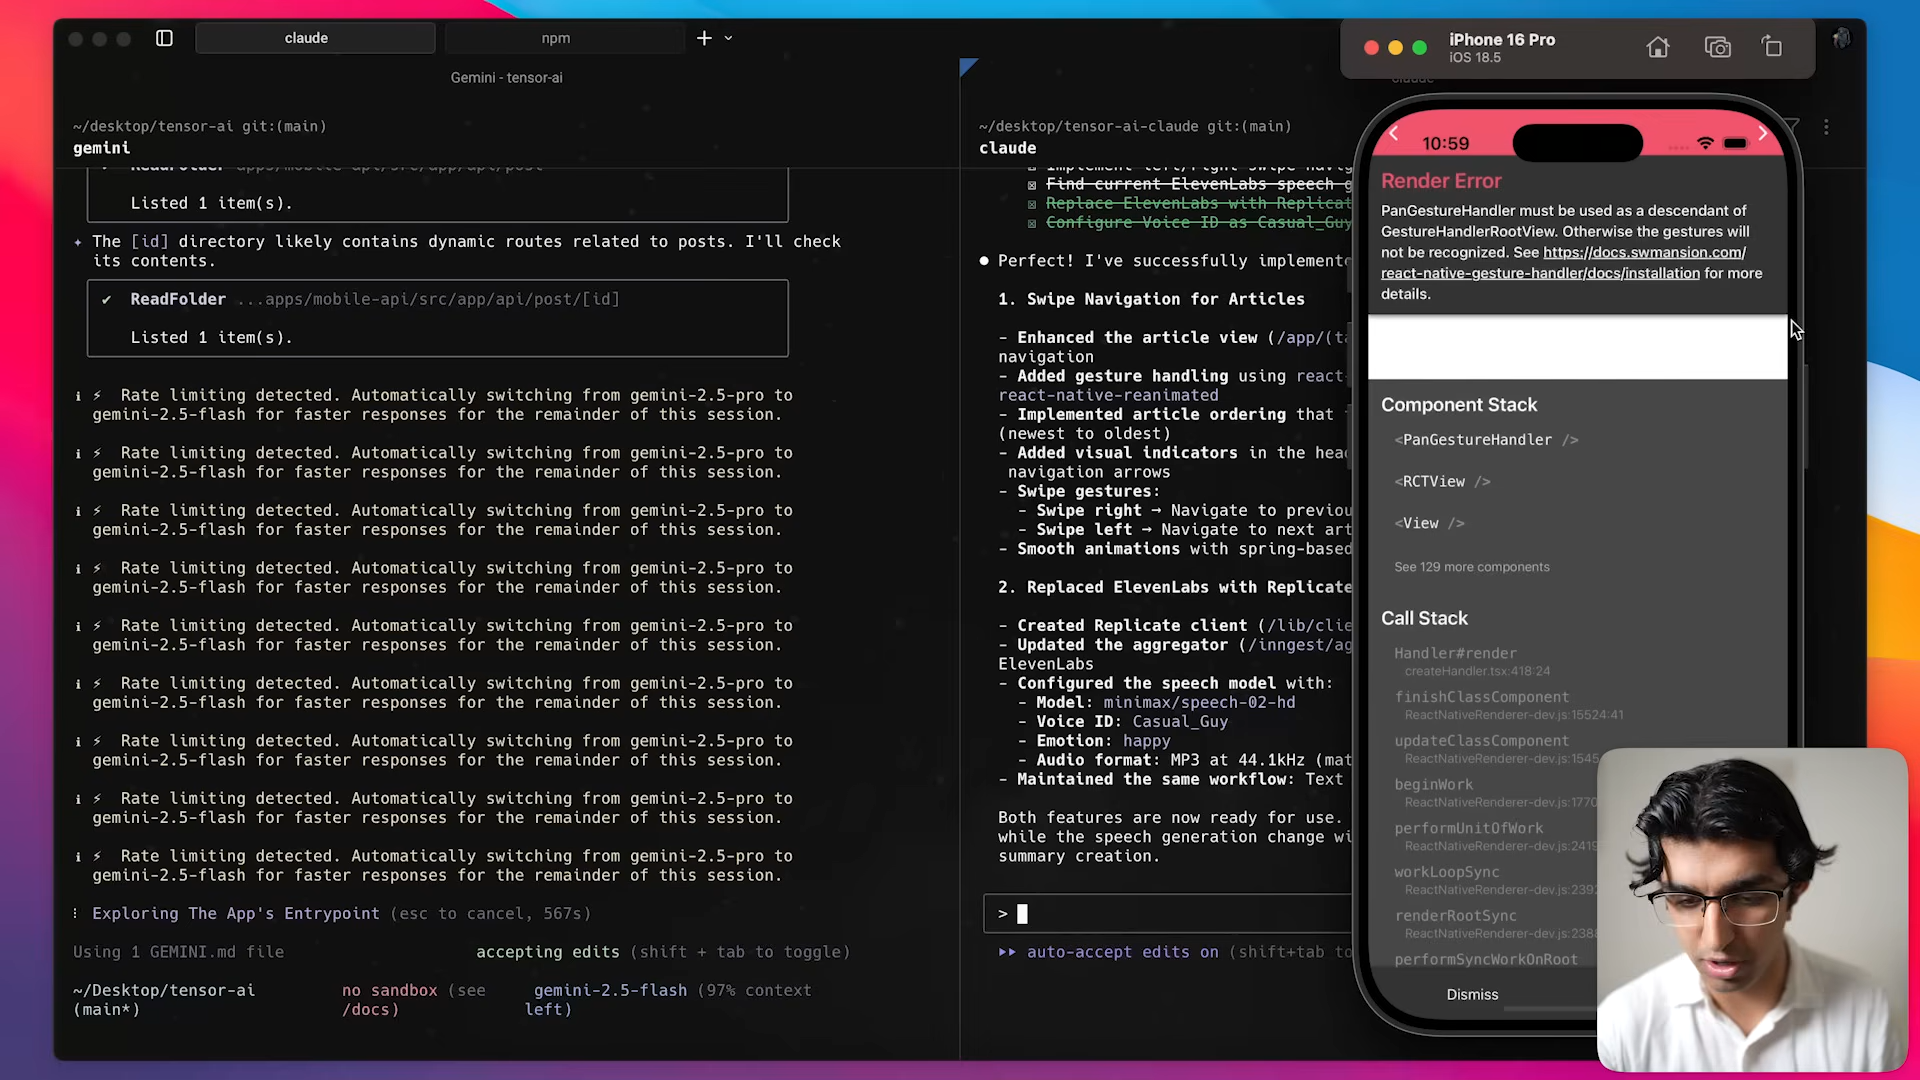 claude
npm
Gemini - tensor-ai
~/desktop/tensor-ai git:(main)
gemini
Listed 1 item(s).
✦ The [id] directory likely contains dynamic routes related to posts. I'll check
its contents.
✔ ReadFolder ...apps/mobile-api/src/app/api/post/[id]
Listed 1 item(s).
ℹ ⚡ Rate limiting detected. Automatically switching from gemini-2.5-pro to
gemini-2.5-flash for faster responses for the remainder of this session.
ℹ ⚡ Rate limiting detected. Automatically switching from gemini-2.5-pro to
gemini-2.5-flash for faster responses for the remainder of this session.
ℹ ⚡ Rate limiting detected. Automatically switching from gemini-2.5-pro to
gemini-2.5-flash for faster responses for the remainder of this session.
ℹ ⚡ Rate limiting detected. Automatically switching from gemini-2.5-pro to
gemini-2.5-flash for faster responses for the remainder of this session.
ℹ ⚡ Rate limiting detected. Automatically switching from gemini-2.5-pro to
gemini-2.5-flash for faster responses for the remainder of this session.
ℹ ⚡ Rate limiting detected. Automatically switching from gemini-2.5-pro to
gemini-2.5-flash for faster responses for the remainder of this session.
ℹ ⚡ Rate limiting detected. Automatically switching from gemini-2.5-pro to
gemini-2.5-flash for faster responses for the remainder of this session.
ℹ ⚡ Rate limiting detected. Automatically switching from gemini-2.5-pro to
gemini-2.5-flash for faster responses for the remainder of this session.
ℹ ⚡ Rate limiting detected. Automatically switching from gemini-2.5-pro to
gemini-2.5-flash for faster responses for the remainder of this session.
Exploring The App's Entrypoint (esc to cancel, 567s)
Using 1 GEMINI.md file
accepting edits (shift + tab to toggle)
~/Desktop/tensor-ai
(main*)
no sandbox (see
/docs)
gemini-2.5-flash (97% context
left)
~/desktop/tensor-ai-claude git:(main)
claude
Find current ElevenLabs speech
Replace ElevenLabs with
Configure Voice ID as Casual_Guy
● Perfect! I've successfully
1. Swipe Navigation for Articles
- Enhanced the article view (/app/
navigation
- Added gesture handling using
react-native-reanimated
- Implemented article ordering that
(newest to oldest)
- Added visual indicators in the
navigation arrows
- Swipe gestures:
- Swipe right → Navigate to
- Swipe left → Navigate to next
- Smooth animations with
2. Replaced ElevenLabs with Replicate
- Created Replicate client (/lib/
- Updated the aggregator (/inngest/
ElevenLabs
- Configured the speech model with:
- Model: minimax/speech-02-hd
- Voice ID: Casual_Guy
- Emotion: happy
- Audio format: MP3 at 44.1kHz
- Maintained the same workflow: Text
Both features are now ready for use.
while the speech generation change
summary creation.
>
▸▸ auto-accept edits on (shift+tab
iPhone 16 Pro
iOS 18.5
10:59
Render Error
PanGestureHandler must be used as a descendant of
GestureHandlerRootView. Otherwise the gestures will
not be recognized. See https://docs.swmansion.com/
react-native-gesture-handler/docs/installation for more
details.
Component Stack
<PanGestureHandler />
<RCTView />
<View />
See 129 more components
Call Stack
Handler#render
createHandler.tsx:418:24
finishClassComponent
ReactNativeRenderer-dev.js:15524:41
updateClassComponent
ReactNativeRenderer-dev.js:
beginWork
ReactNativeRenderer-dev.js:
performUnitOfWork
ReactNativeRenderer-dev.js:
workLoopSync
ReactNativeRenderer-dev.js:
renderRootSync
ReactNativeRenderer-dev.js:
performSyncWorkOnRoot
Dismiss